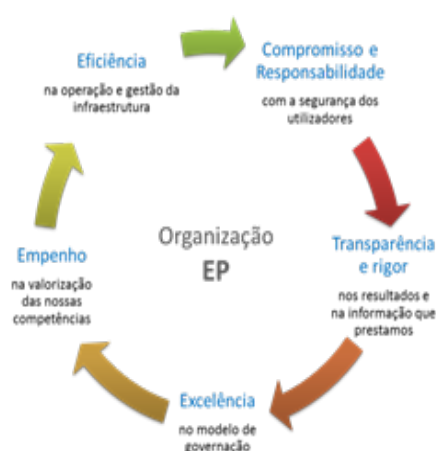 Eficiência
na operação e gestão da
infraestrutura
Compromisso e
Responsabilidade
com a segurança dos
utilizadores
Transparência
e rigor
nos resultados e
na informação que
prestamos
Excelência
no modelo de
governação
Empenho
na valorização
das nossas
competências
Organização
EP